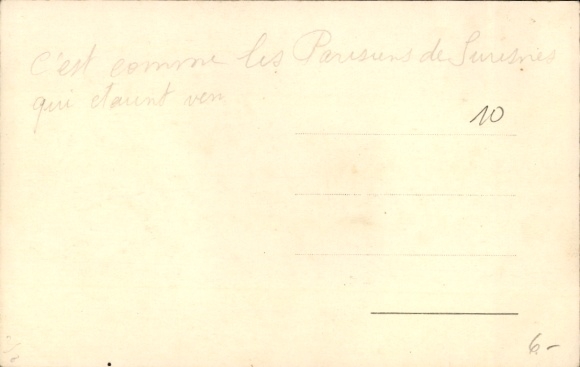 C'est comme les Parisiens de Suresnes
qui étaient ven
10
6-